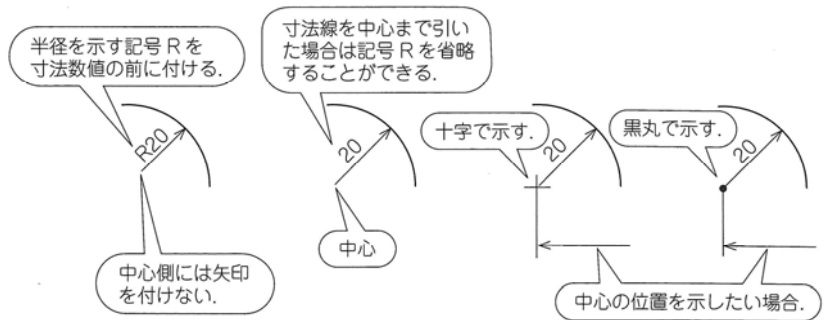 半径を示す記号Rを
寸法数値の前に付ける.
寸法線を中心まで引い
た場合は記号Rを省略
することができる.
十字で示す.
黒丸で示す.
R20
20
20
20
中心
中心側には矢印
を付けない.
中心の位置を示したい場合.